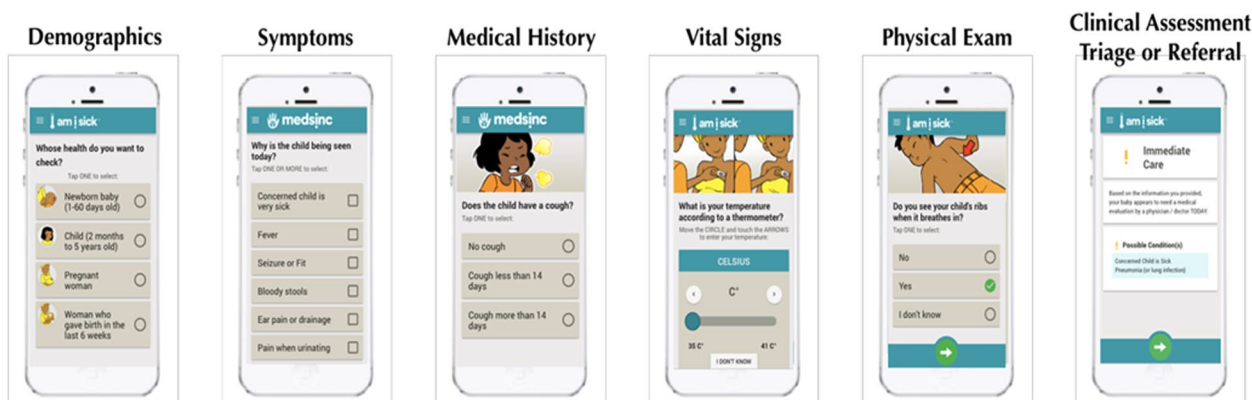 Demographics
am i sick
Whose health do you want to
check?
Tap ONE to select:
Newborn baby
(1-60 days old)
Child (2 months
to 5 years old)
Pregnant
woman
Woman who
gave birth in the
last 6 weeks
Symptoms
medsinc
Why is the child being seen
today?
Tap ONE OR MORE to select:
Concerned child is
very sick
Fever
Seizure or Fit
Bloody stools
Ear pain or drainage
Pain when urinating
Medical History
medsinc
Does the child have a cough?
Tap ONE to select:
No cough
Cough less than 14
days
Cough more than 14
days
Vital Signs
am i sick
What is your temperature
according to a thermometer?
Move the CIRCLE and touch the ARROWS
to enter your temperature:
CELSIUS
‹ C° ›
35 C° 41 C°
I DON'T KNOW
Physical Exam
am i sick
Do you see your child's ribs
when it breathes in?
Tap ONE to select:
No
Yes
I don't know
Clinical Assessment
Triage or Referral
am i sick
Immediate
Care
Based on the information you provided,
your baby appears to need a medical
evaluation by a physician / doctor TODAY.
Possible Condition(s)
Concerned Child is Sick
Pneumonia (or lung infection)